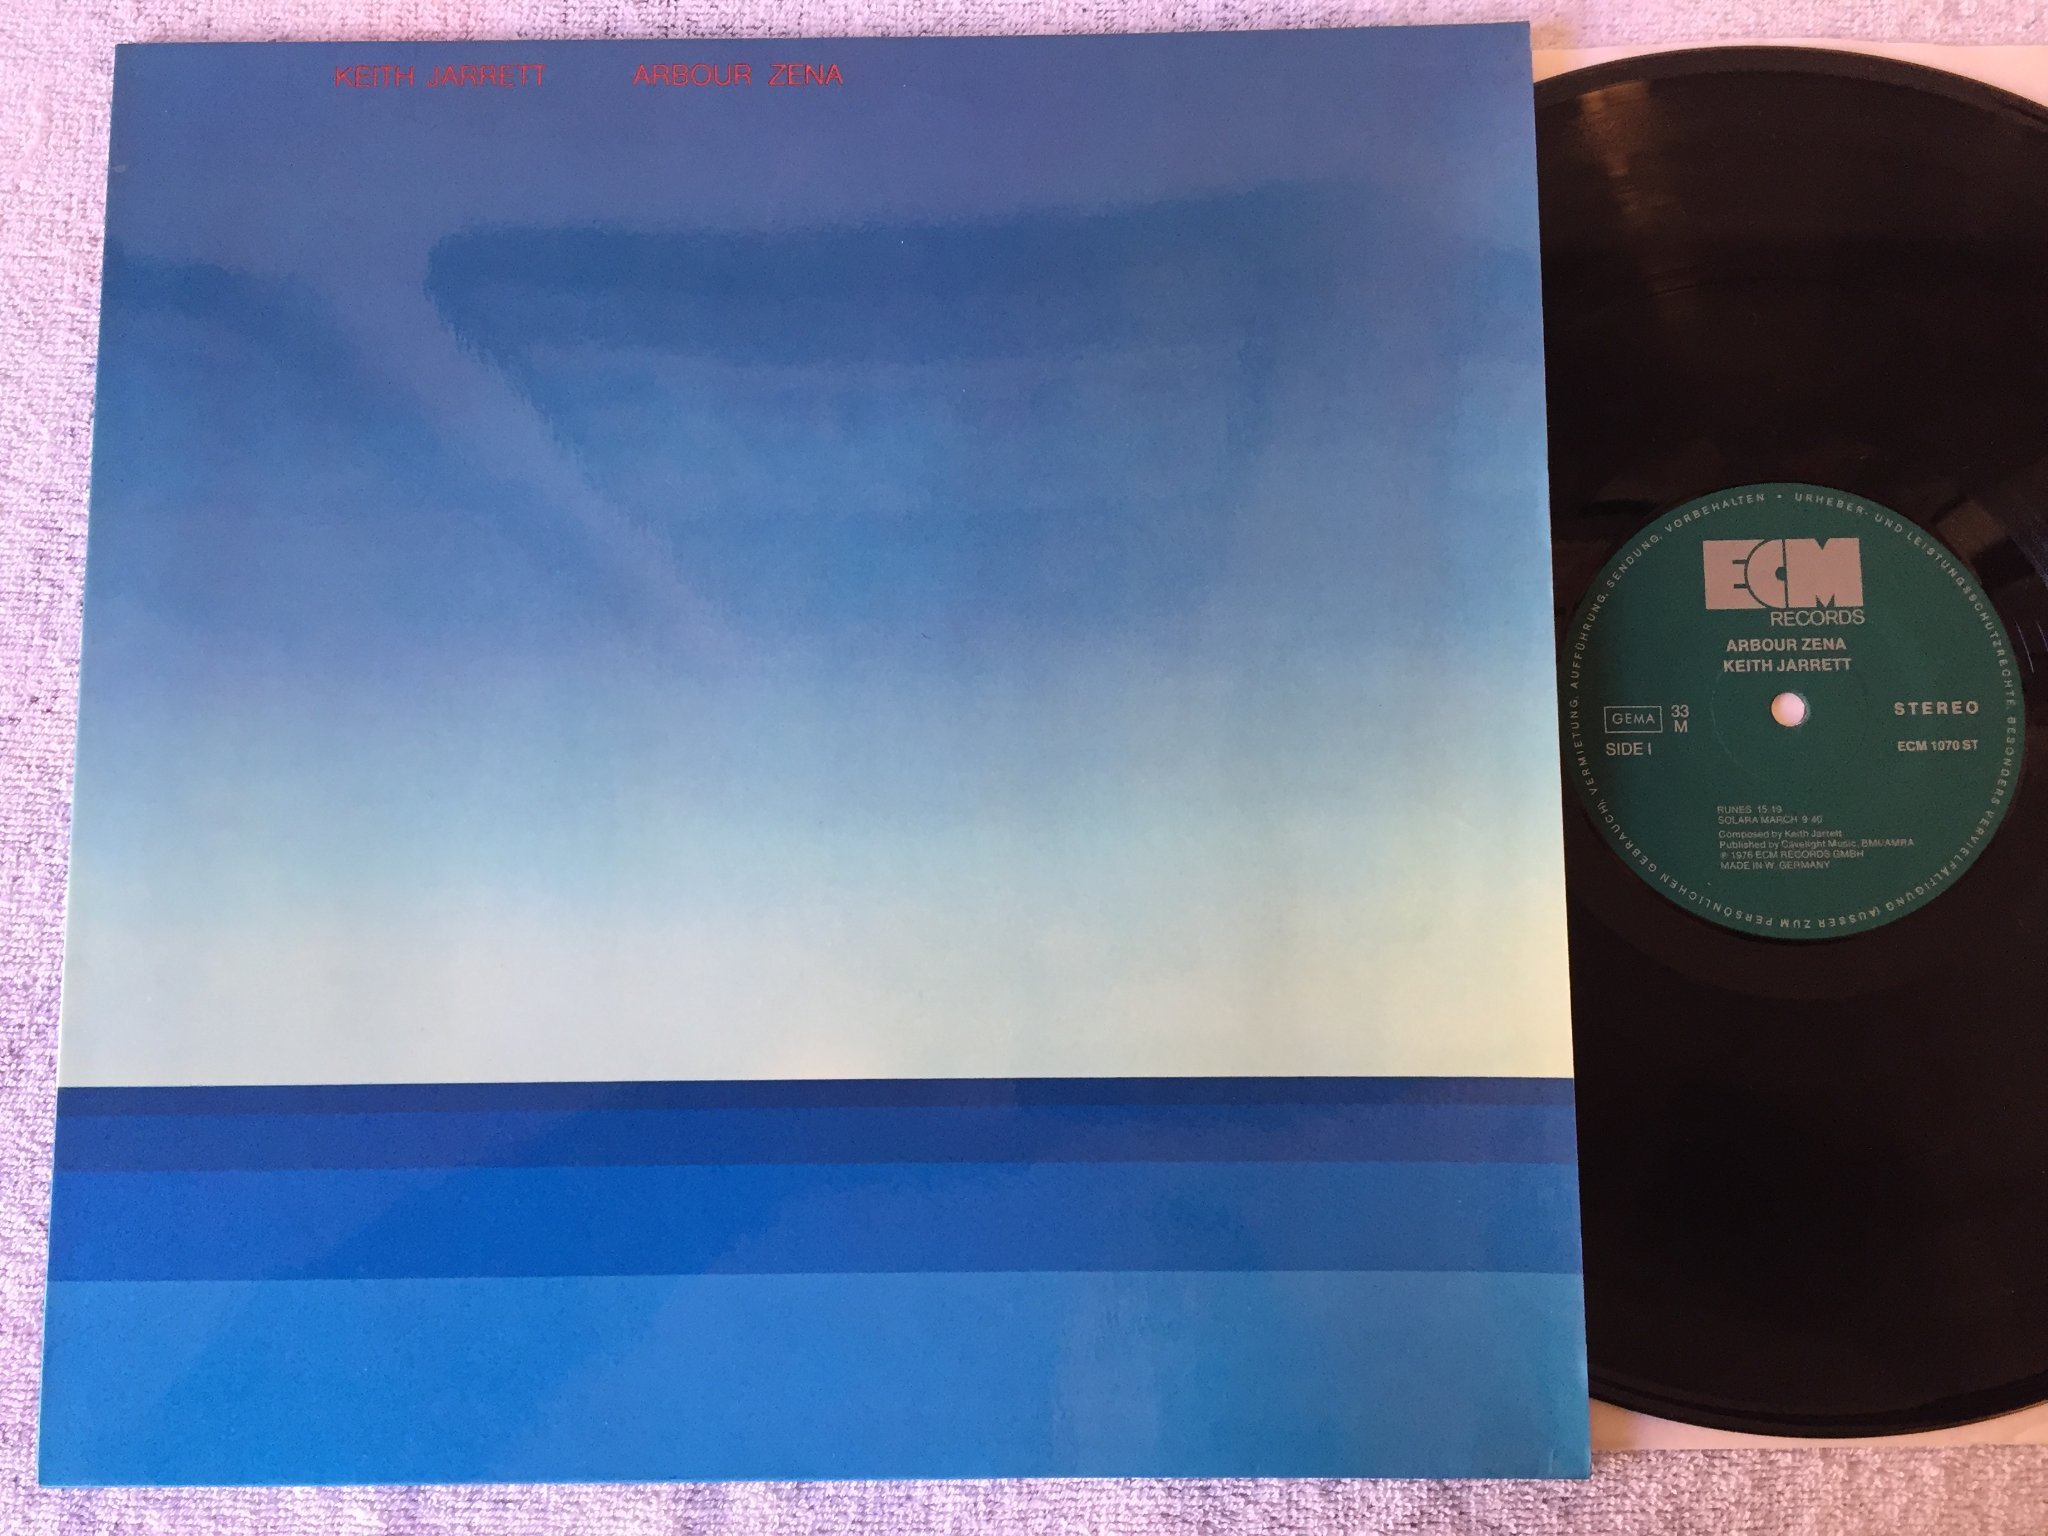 KEITH JARRETT ARBOUR ZENA
ECM
RECORDS
ARBOUR ZENA
KEITH JARRETT
GEMA
33
M
STEREO
SIDE I
ECM 1070 ST
RUNES 15.19
SOLARA MARCH 9.40
Composed by Keith Jarrett
Published by Cavelight Music, BMI/AMRA
℗ 1976 ECM RECORDS GMBH
MADE IN W. GERMANY
URHEBER- UND LEISTUNGSSCHUTZRECHTE, BESONDERS VERVIELFÄLTIGUNG (AUSSER ZUM PERSÖNLICHEN GEBRAUCH), VERMIETUNG, AUFFÜHRUNG, SENDUNG, VORBEHALTEN •